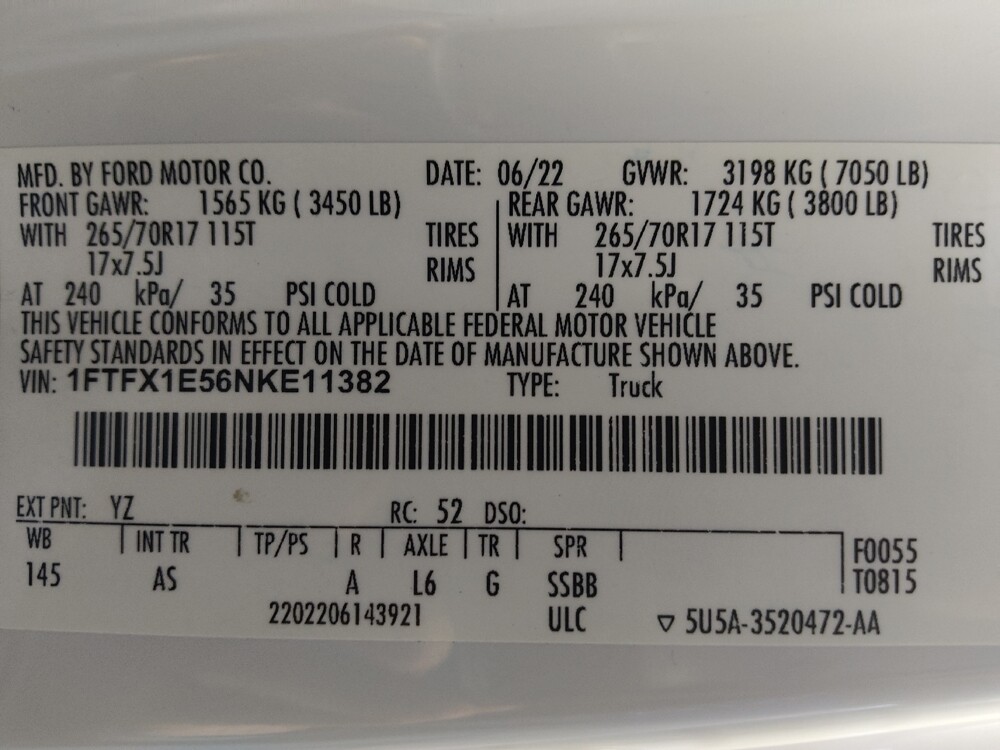 MFD. BY FORD MOTOR CO. DATE: 06/22 GVWR: 3198 KG ( 7050 LB)
FRONT GAWR: 1565 KG ( 3450 LB) REAR GAWR: 1724 KG ( 3800 LB)
WITH 265/70R17 115T TIRES WITH 265/70R17 115T TIRES
17x7.5J RIMS 17x7.5J RIMS
AT 240 kPa/ 35 PSI COLD AT 240 kPa/ 35 PSI COLD
THIS VEHICLE CONFORMS TO ALL APPLICABLE FEDERAL MOTOR VEHICLE
SAFETY STANDARDS IN EFFECT ON THE DATE OF MANUFACTURE SHOWN ABOVE.
VIN: 1FTFX1E56NKE11382 TYPE: Truck
EXT PNT: YZ RC: 52 DSO:
WB INT TR TP/PS R AXLE TR SPR F0055
145 AS A L6 G SSBB T0815
2202206143921 ULC ▽ 5U5A-3520472-AA